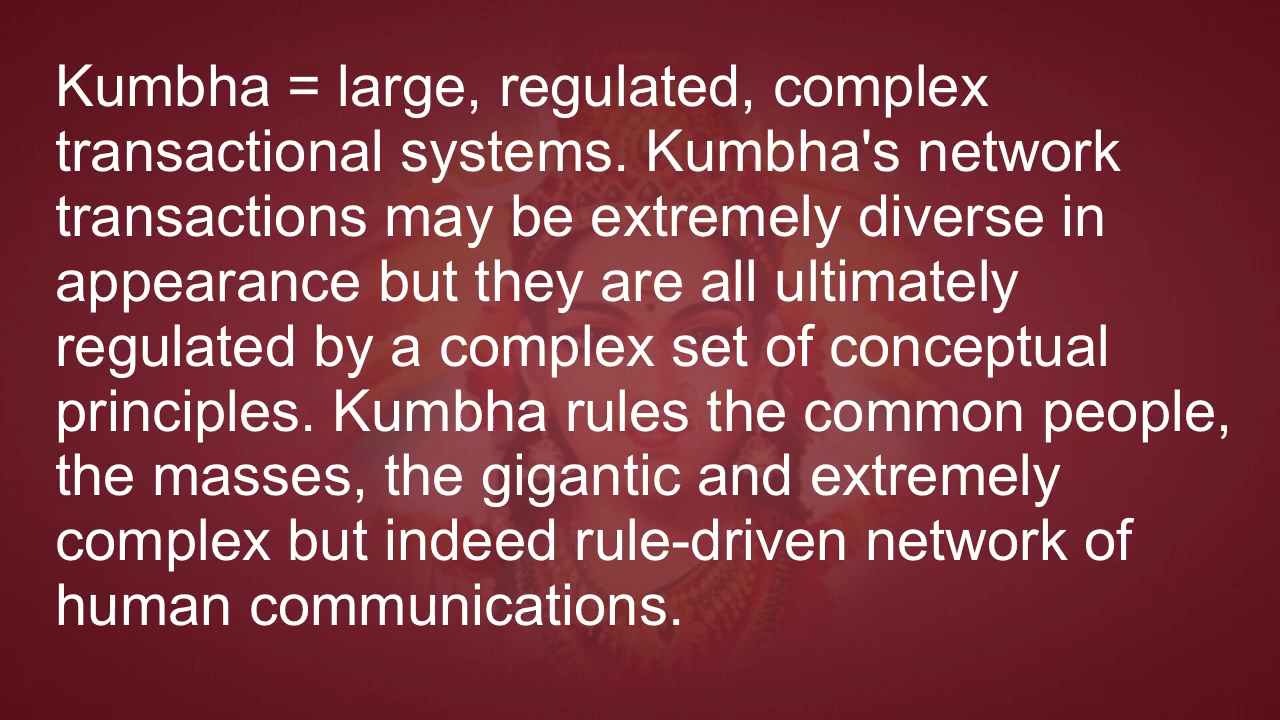 Kumbha = large, regulated, complex
transactional systems. Kumbha's network
transactions may be extremely diverse in
appearance but they are all ultimately
regulated by a complex set of conceptual
principles. Kumbha rules the common people,
the masses, the gigantic and extremely
complex but indeed rule-driven network of
human communications.